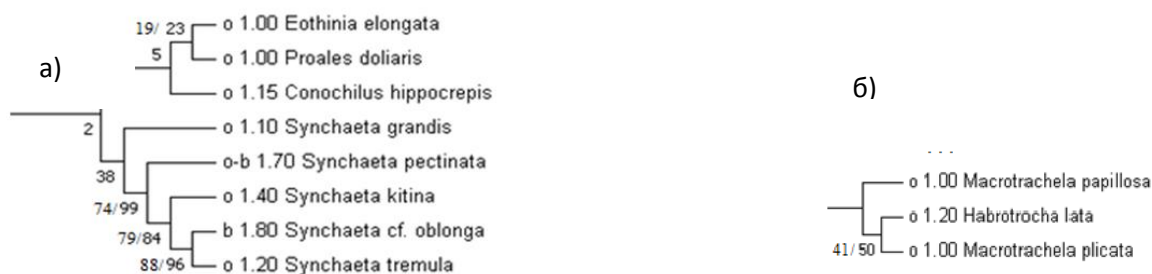 а)
19/ 23
o 1.00 Eothinia elongata
5
o 1.00 Proales doliaris
o 1.15 Conochilus hippocrepis
2
o 1.10 Synchaeta grandis
38
o-b 1.70 Synchaeta pectinata
74/99
o 1.40 Synchaeta kitina
79/84
b 1.80 Synchaeta cf. oblonga
88/96
o 1.20 Synchaeta tremula
б)
...
o 1.00 Macrotrachela papillosa
o 1.20 Habrotrocha lata
41/ 50
o 1.00 Macrotrachela plicata